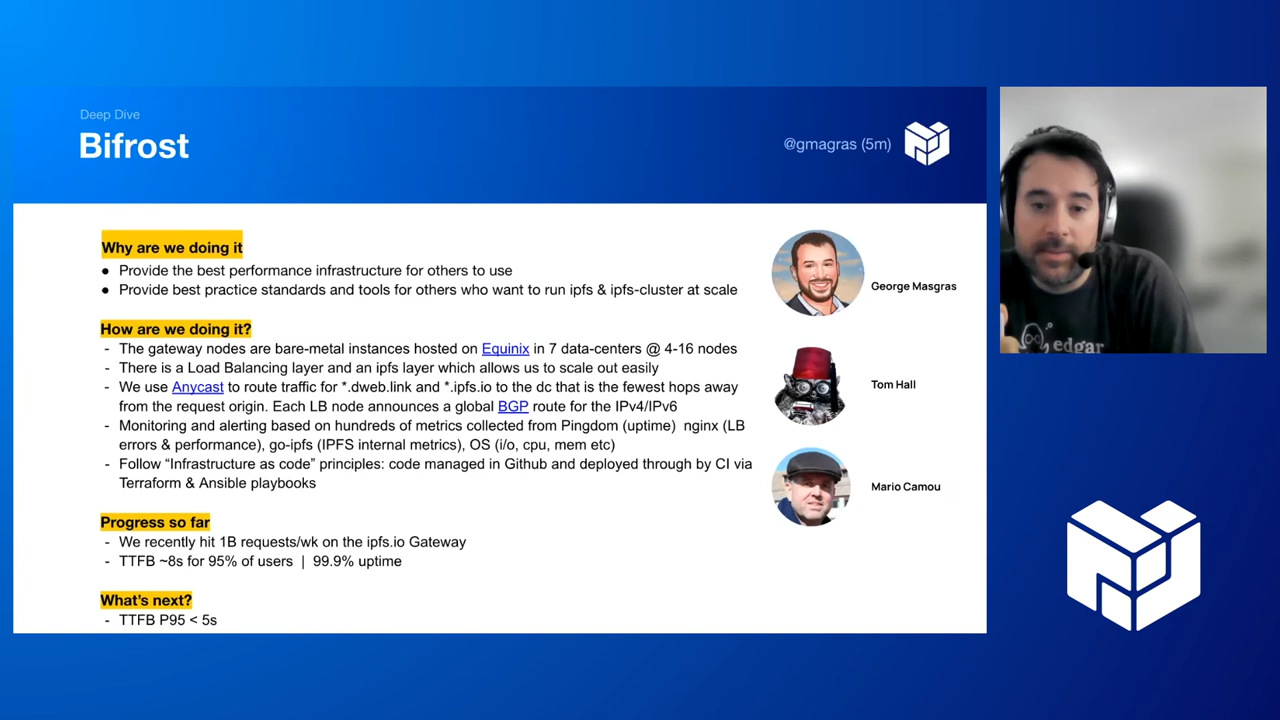 Deep Dive
Bifrost
@gmagras (5m)
Why are we doing it
● Provide the best performance infrastructure for others to use
● Provide best practice standards and tools for others who want to run ipfs & ipfs-cluster at scale
How are we doing it?
- The gateway nodes are bare-metal instances hosted on Equinix in 7 data-centers @ 4-16 nodes
- There is a Load Balancing layer and an ipfs layer which allows us to scale out easily
- We use Anycast to route traffic for *.dweb.link and *.ipfs.io to the dc that is the fewest hops away
from the request origin. Each LB node announces a global BGP route for the IPv4/IPv6
- Monitoring and alerting based on hundreds of metrics collected from Pingdom (uptime) nginx (LB
errors & performance), go-ipfs (IPFS internal metrics), OS (i/o, cpu, mem etc)
- Follow “Infrastructure as code” principles: code managed in Github and deployed through by CI via
Terraform & Ansible playbooks
Progress so far
- We recently hit 1B requests/wk on the ipfs.io Gateway
- TTFB ~8s for 95% of users | 99.9% uptime
What’s next?
- TTFB P95 < 5s
George Masgras
Tom Hall
Mario Camou
edgar